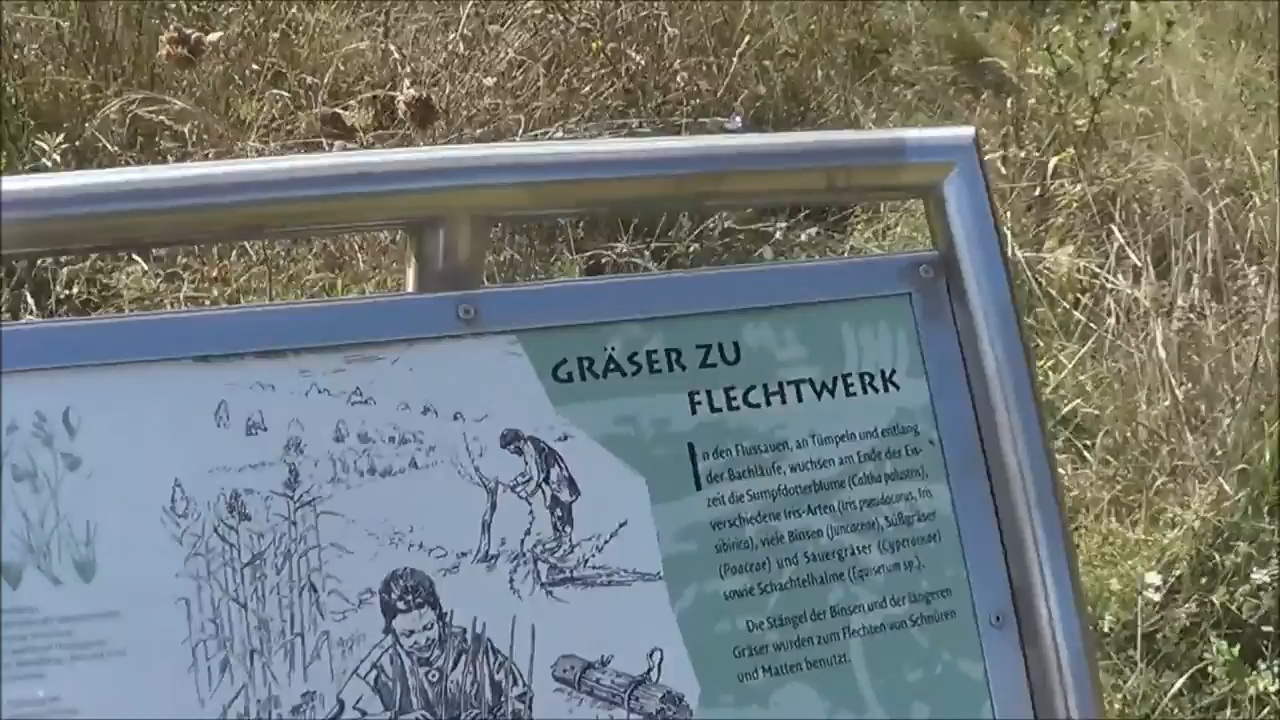 GRÄSER ZU
FLECHTWERK
In den Flussauen, an Tümpeln und entlang
der Bachläufe, wuchsen am Ende der Eis-
zeit die Sumpfdotterblume (Caltha palustris),
verschiedene Iris-Arten (Iris pseudocorus, Iris
sibirica), viele Binsen (Juncaceae), Süßgräser
(Poaceae) und Sauergräser (Cyperaceae)
sowie Schachtelhalme (Equisetum sp.).
Die Stängel der Binsen und der längeren
Gräser wurden zum Flechten von Schnüren
und Matten benutzt.